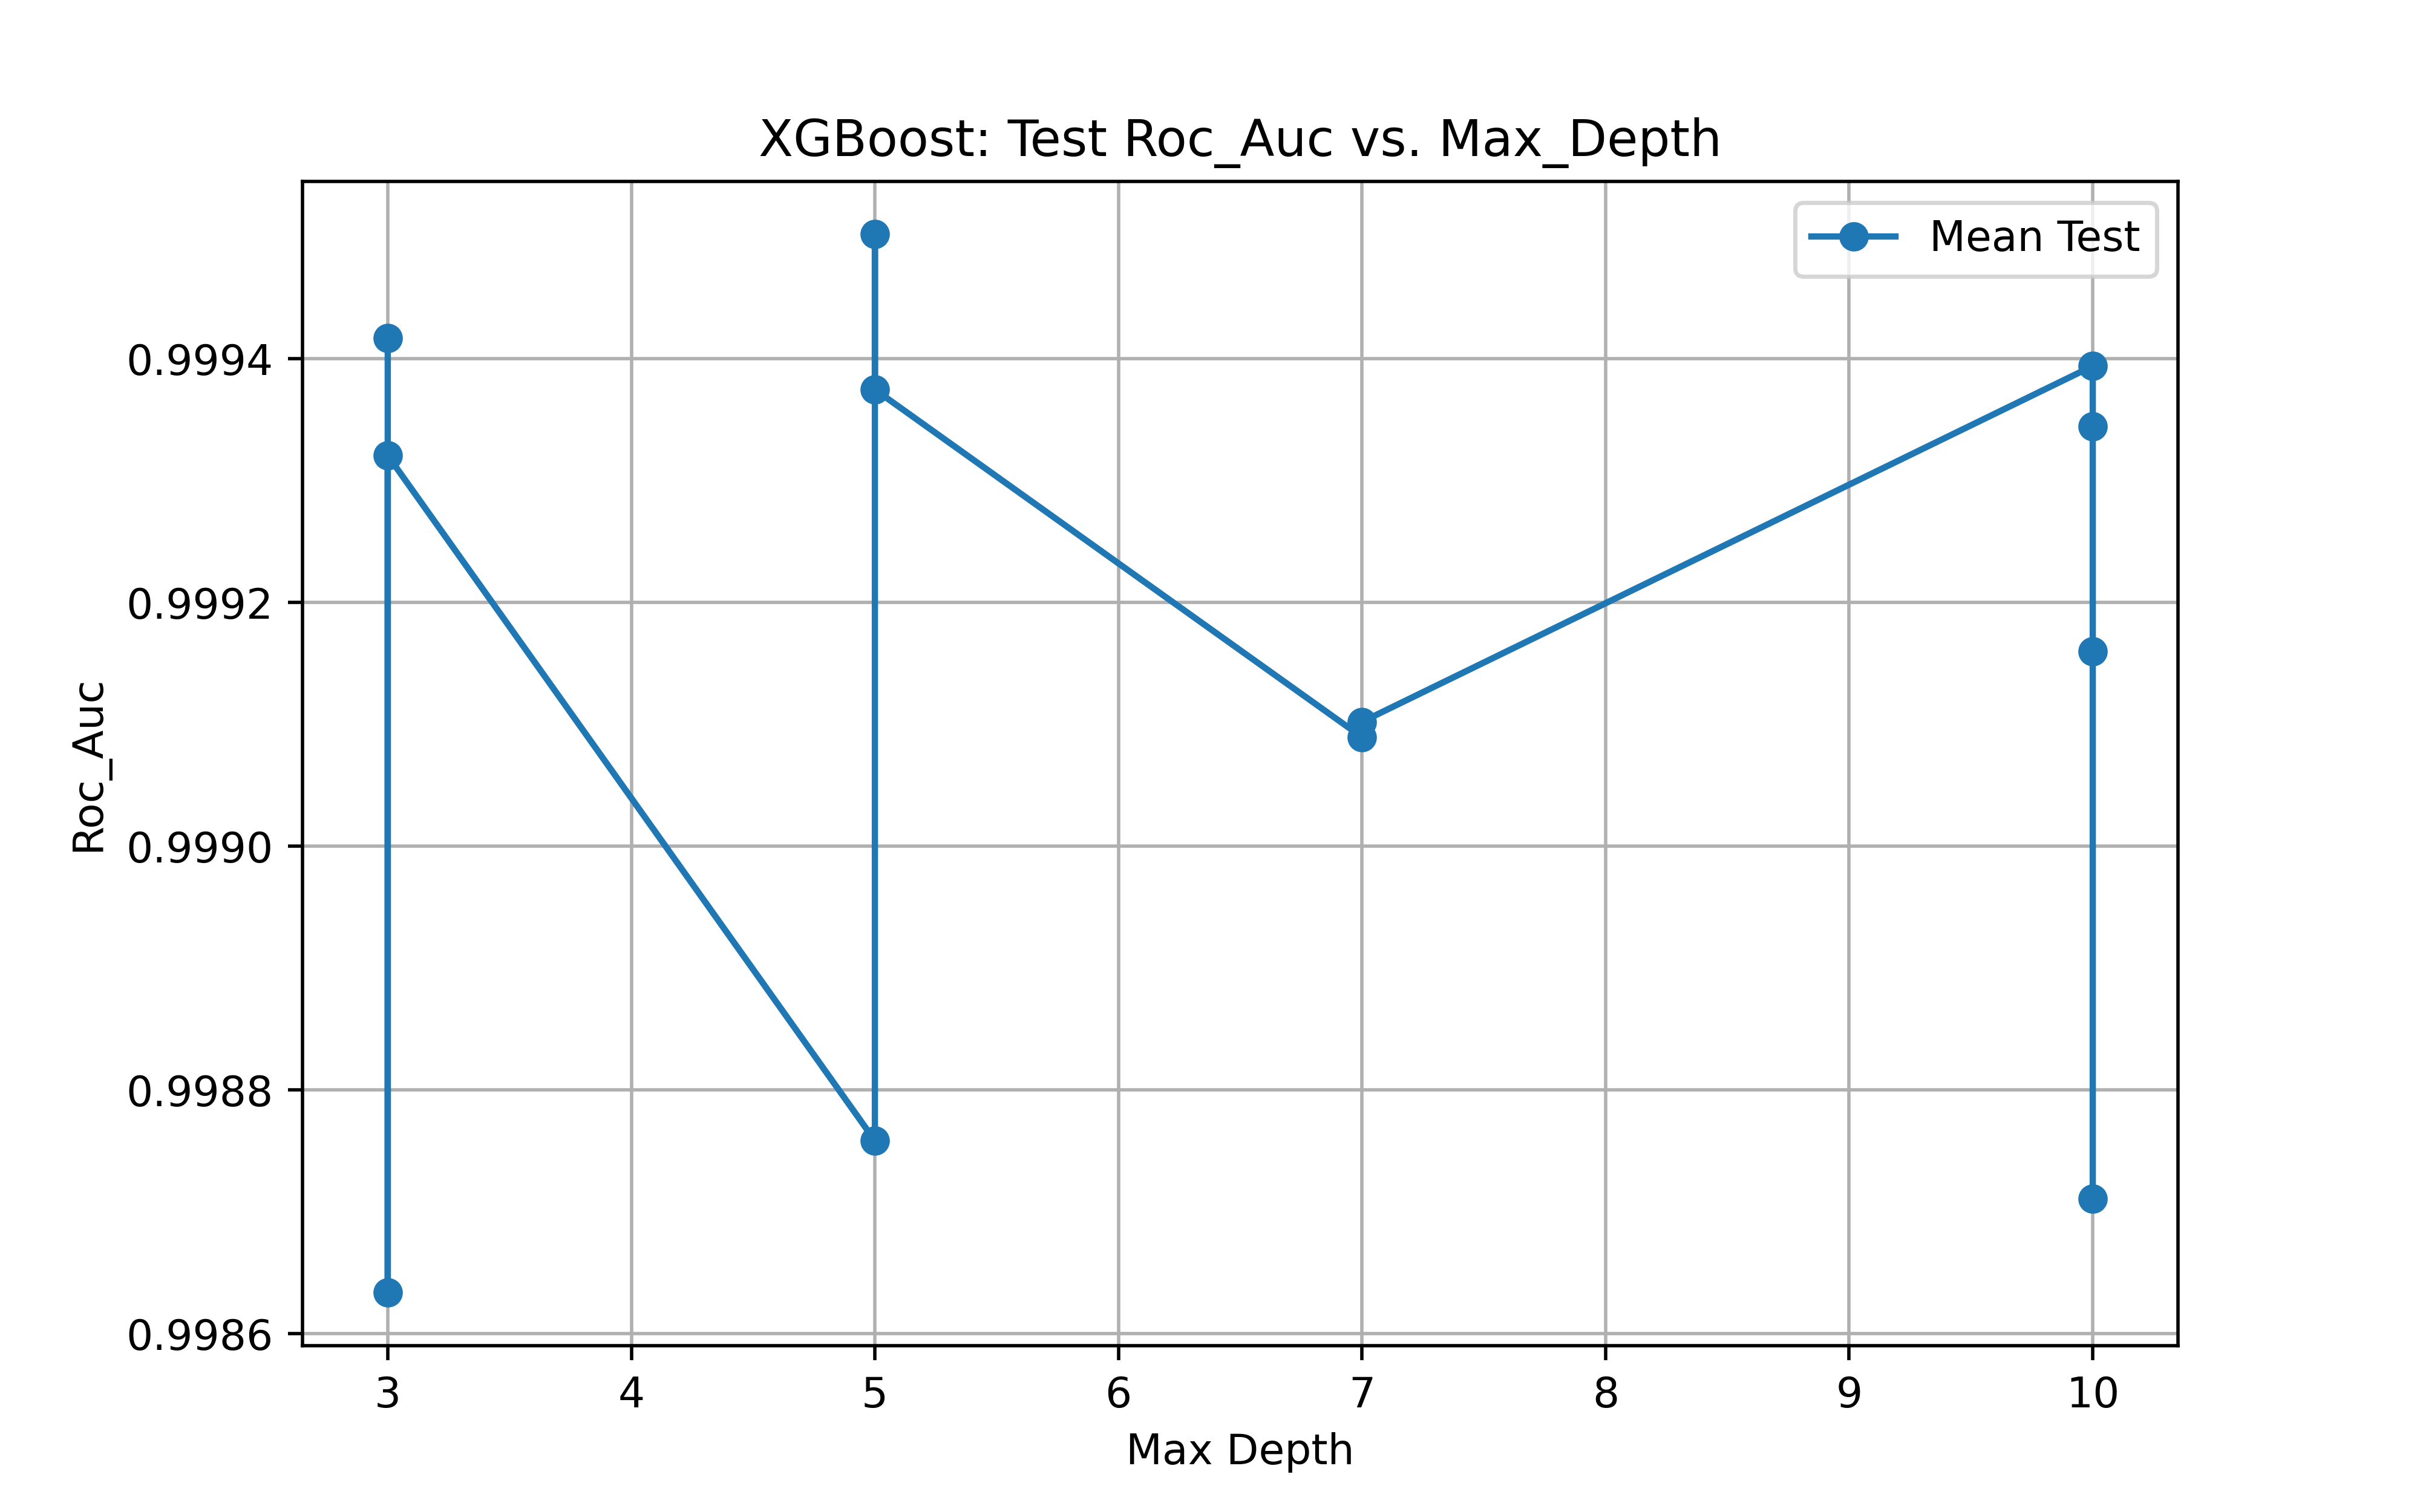 XGBoost: Test Roc_Auc vs. Max_Depth
Mean Test
Roc_Auc
0.9994
0.9992
0.9990
0.9988
0.9986
3 4 5 6 7 8 9 10
Max Depth